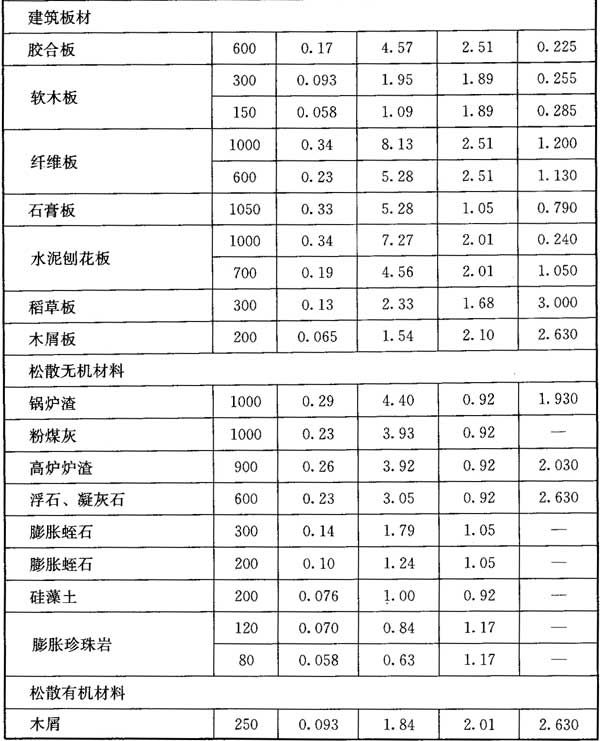 建筑板材
胶合板 600 0.17 4.57 2.51 0.225
软木板 300 0.093 1.95 1.89 0.255
150 0.058 1.09 1.89 0.285
纤维板 1000 0.34 8.13 2.51 1.200
600 0.23 5.28 2.51 1.130
石膏板 1050 0.33 5.28 1.05 0.790
水泥刨花板 1000 0.34 7.27 2.01 0.240
700 0.19 4.56 2.01 1.050
稻草板 300 0.13 2.33 1.68 3.000
木屑板 200 0.065 1.54 2.10 2.630
松散无机材料
锅炉渣 1000 0.29 4.40 0.92 1.930
粉煤灰 1000 0.23 3.93 0.92 —
高炉炉渣 900 0.26 3.92 0.92 2.030
浮石、凝灰石 600 0.23 3.05 0.92 2.630
膨胀蛭石 300 0.14 1.79 1.05 —
膨胀蛭石 200 0.10 1.24 1.05 —
硅藻土 200 0.076 1.00 0.92 —
膨胀珍珠岩 120 0.070 0.84 1.17 —
80 0.058 0.63 1.17 —
松散有机材料
木屑 250 0.093 1.84 2.01 2.630